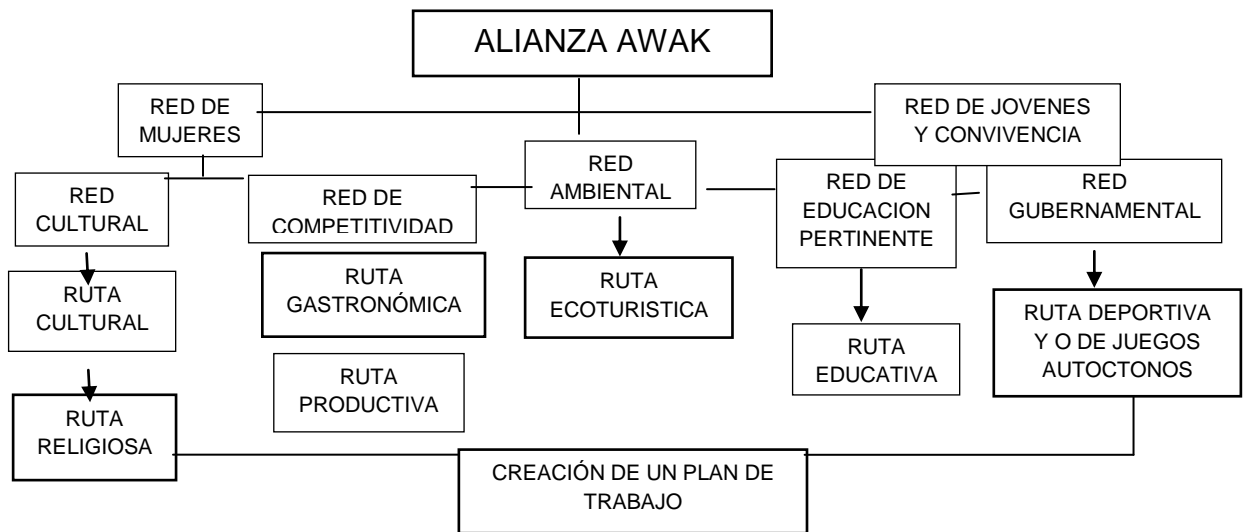 ALIANZA AWAK
RED DE
MUJERES
RED DE JOVENES
Y CONVIVENCIA
RED
CULTURAL
RED DE
COMPETITIVIDAD
RED
AMBIENTAL
RED DE
EDUCACION
PERTINENTE
RED
GUBERNAMENTAL
RUTA
CULTURAL
RUTA
GASTRONÓMICA
RUTA
ECOTURISTICA
RUTA DEPORTIVA
Y O DE JUEGOS
AUTOCTONOS
RUTA
EDUCATIVA
RUTA
PRODUCTIVA
RUTA
RELIGIOSA
CREACIÓN DE UN PLAN DE
TRABAJO